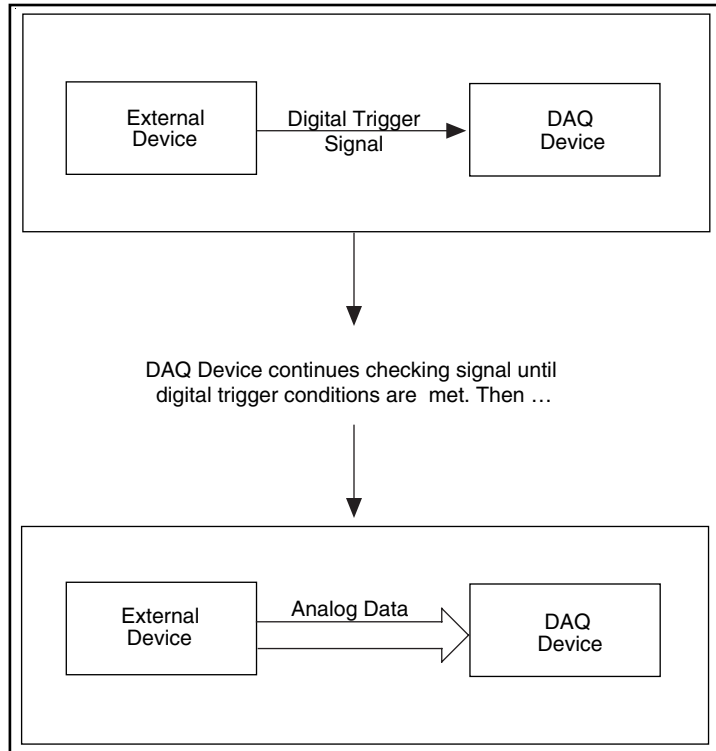 External
Device
Digital Trigger
Signal
DAQ
Device
DAQ Device continues checking signal until
digital trigger conditions are met. Then …
External
Device
Analog Data
DAQ
Device